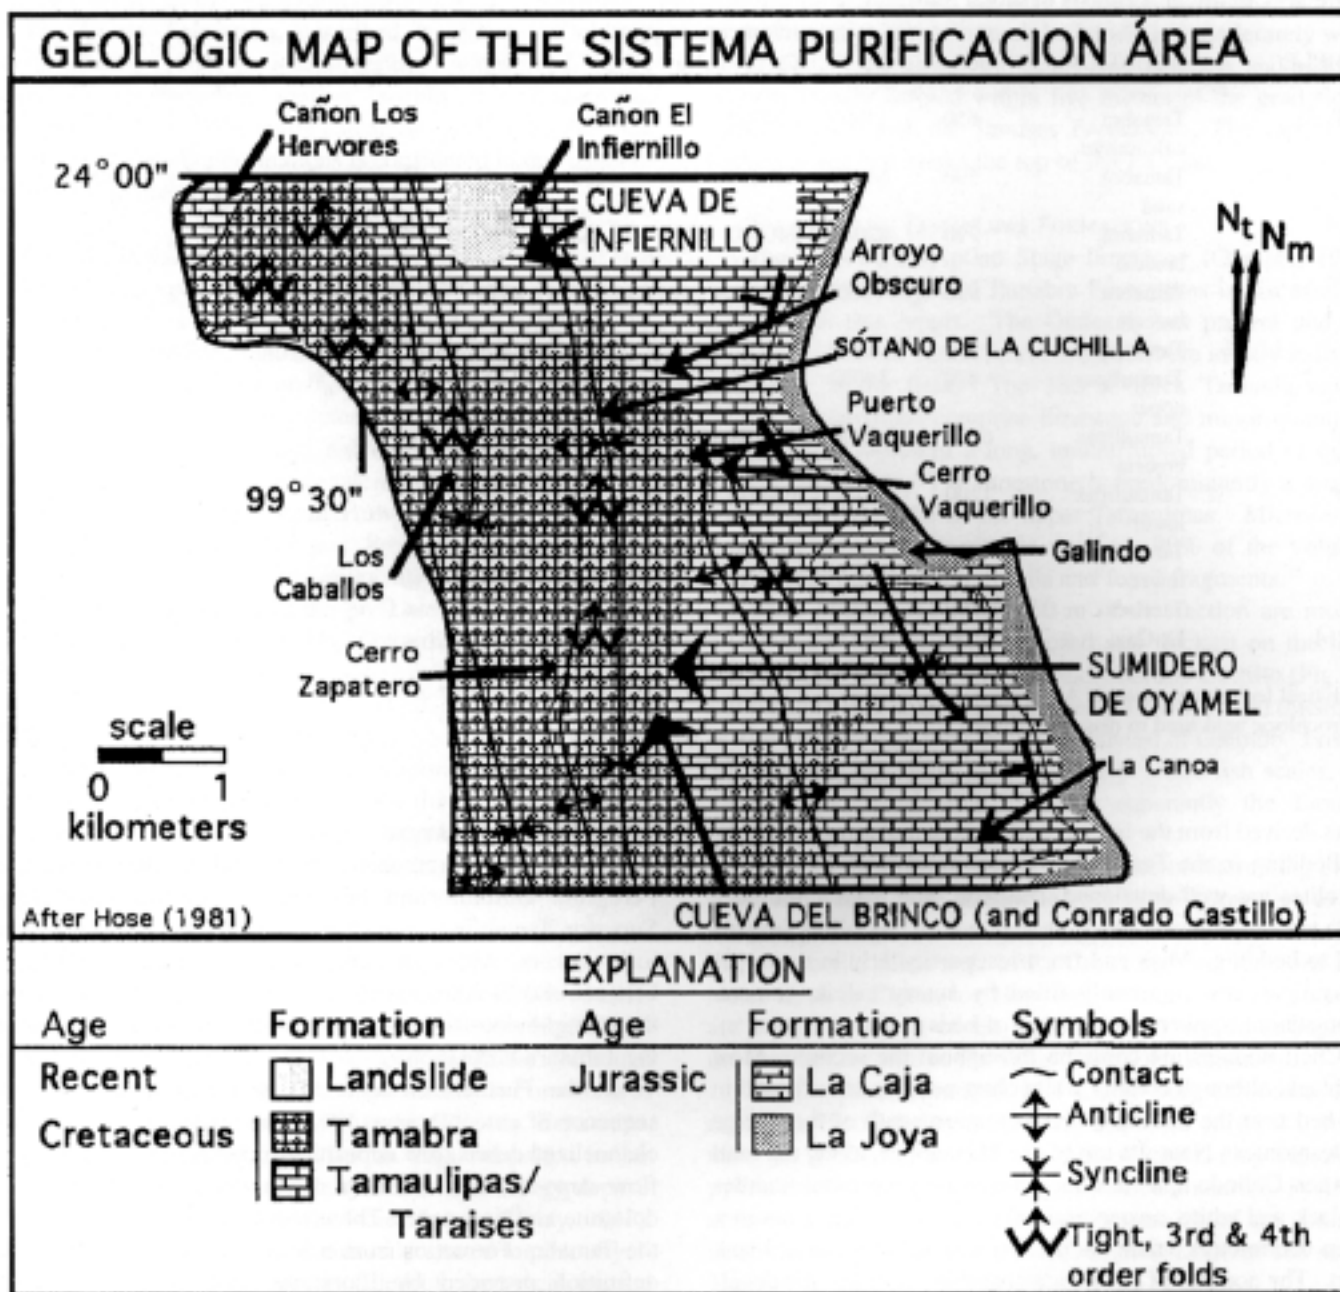 GEOLOGIC MAP OF THE SISTEMA PURIFICACION ÁREA
Cañon Los
Hervores
Cañon El
Infiernillo
24°00"
CUEVA DE
INFIERNILLO
Arroyo
Obscuro
Nt Nm
SÓTANO DE LA CUCHILLA
Puerto
Vaquerillo
Cerro
Vaquerillo
99°30"
Los
Caballos
Galindo
Cerro
Zapatero
SUMIDERO
DE OYAMEL
scale
0 1
kilometers
La Canoa
After Hose (1981)
CUEVA DEL BRINCO (and Conrado Castillo)
EXPLANATION
Age Formation Age Formation Symbols
Recent Landslide Jurassic La Caja Contact
Cretaceous Tamabra La Joya Anticline
Tamaulipas/
Taraises
Syncline
Tight, 3rd & 4th
order folds